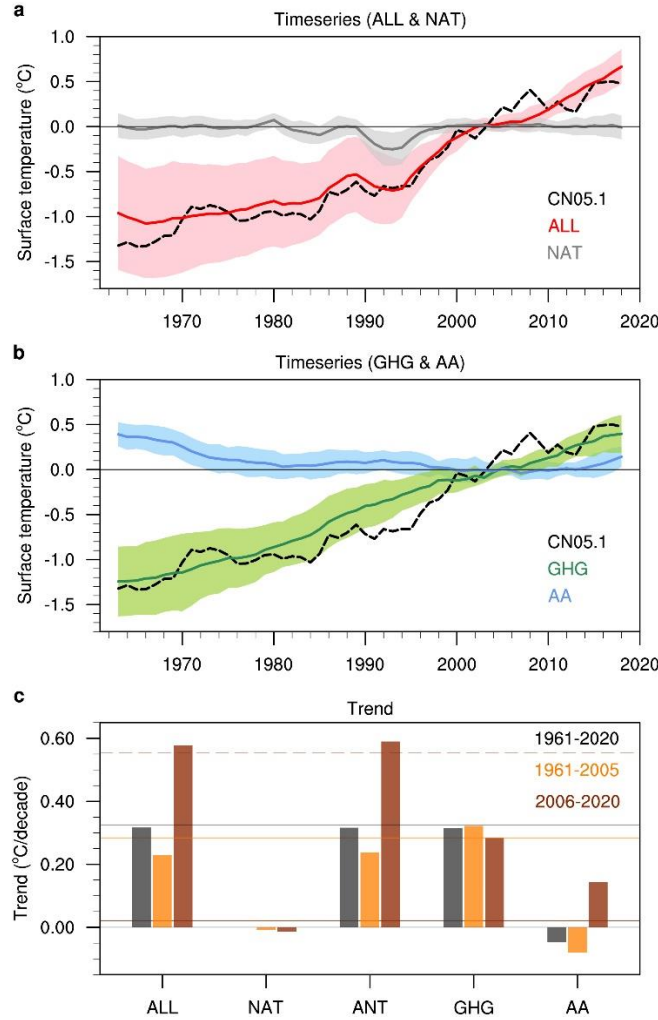 a
Timeseries (ALL & NAT)
Surface temperature (°C)
1.0
0.5
0.0
-0.5
-1.0
-1.5
CN05.1
ALL
NAT
1970
1980
1990
2000
2010
2020
b
Timeseries (GHG & AA)
Surface temperature (°C)
1.0
0.5
0.0
-0.5
-1.0
-1.5
CN05.1
GHG
AA
1970
1980
1990
2000
2010
2020
c
Trend
Trend (°C/decade)
0.60
0.40
0.20
0.00
1961-2020
1961-2005
2006-2020
ALL
NAT
ANT
GHG
AA